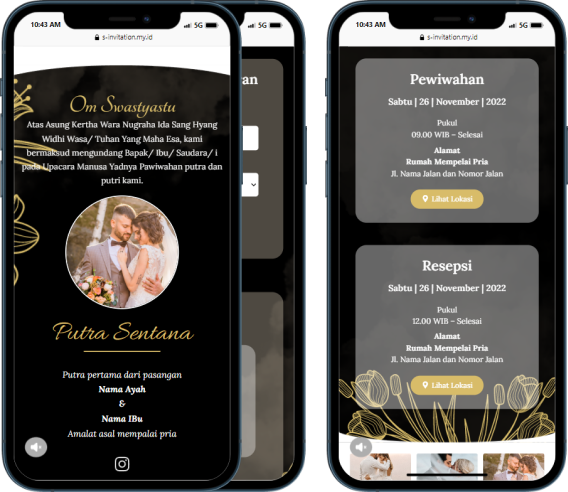 10:43 AM
5G
s-invitation.my.id
Om Swastyastu
Atas Asung Kertha Wara Nugraha Ida Sang Hyang
Widhi Wasa/ Tuhan Yang Maha Esa, kami
bermaksud mengundang Bapak/ Ibu/ Saudara/ i
pada Upacara Manusa Yadnya Pawiwahan putra dan
putri kami.
Putra Sentana
Putra pertama dari pasangan
Nama Ayah
&
Nama IBu
Amalat asal mempalai pria
5G
an
10:43 AM
5G
s-invitation.my.id
Pewiwahan
Sabtu | 26 | November | 2022
Pukul
09.00 WIB – Selesai
Alamat
Rumah Mempelai Pria
Jl. Nama Jalan dan Nomor Jalan
Lihat Lokasi
Resepsi
Sabtu | 26 | November | 2022
Pukul
12.00 WIB – Selesai
Alamat
Rumah Mempelai Pria
Jl. Nama Jalan dan Nomor Jalan
Lihat Lokasi